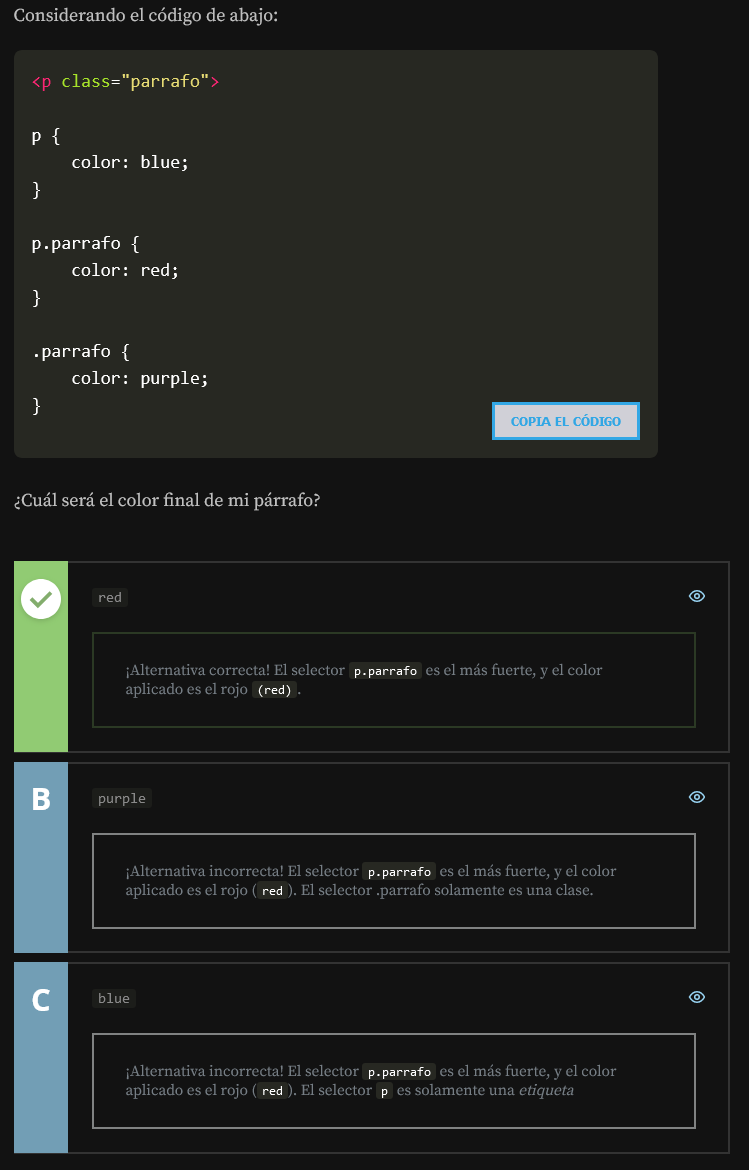 Considerando el código de abajo:
<p class="parrafo">
p {
    color: blue;
}
p.parrafo {
    color: red;
}
.parrafo {
    color: purple;
}
COPIA EL CÓDIGO
¿Cuál será el color final de mi párrafo?
red
¡Alternativa correcta! El selector p.parrafo es el más fuerte, y el color
aplicado es el rojo (red).
B
purple
¡Alternativa incorrecta! El selector p.parrafo es el más fuerte, y el color
aplicado es el rojo (red). El selector .parrafo solamente es una clase.
C
blue
¡Alternativa incorrecta! El selector p.parrafo es el más fuerte, y el color
aplicado es el rojo (red). El selector p es solamente una etiqueta